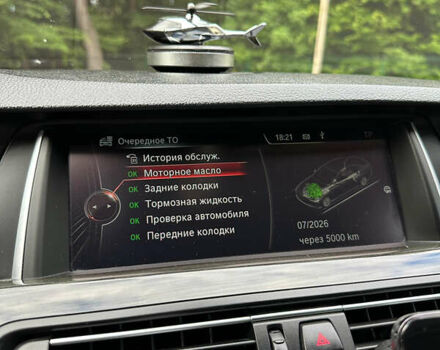 Очередное ТО
18:21
История обслуж.
OK Моторное масло
OK Задние колодки
OK Тормозная жидкость
OK Проверка автомобиля
OK Передние колодки
07/2026
через 5000 km